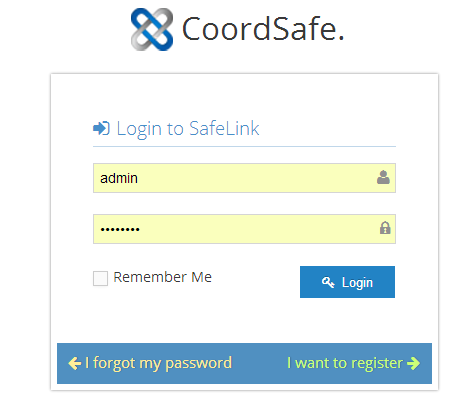 CoordSafe.
Login to SafeLink
admin
••••••••
Remember Me
Login
I forgot my password
I want to register